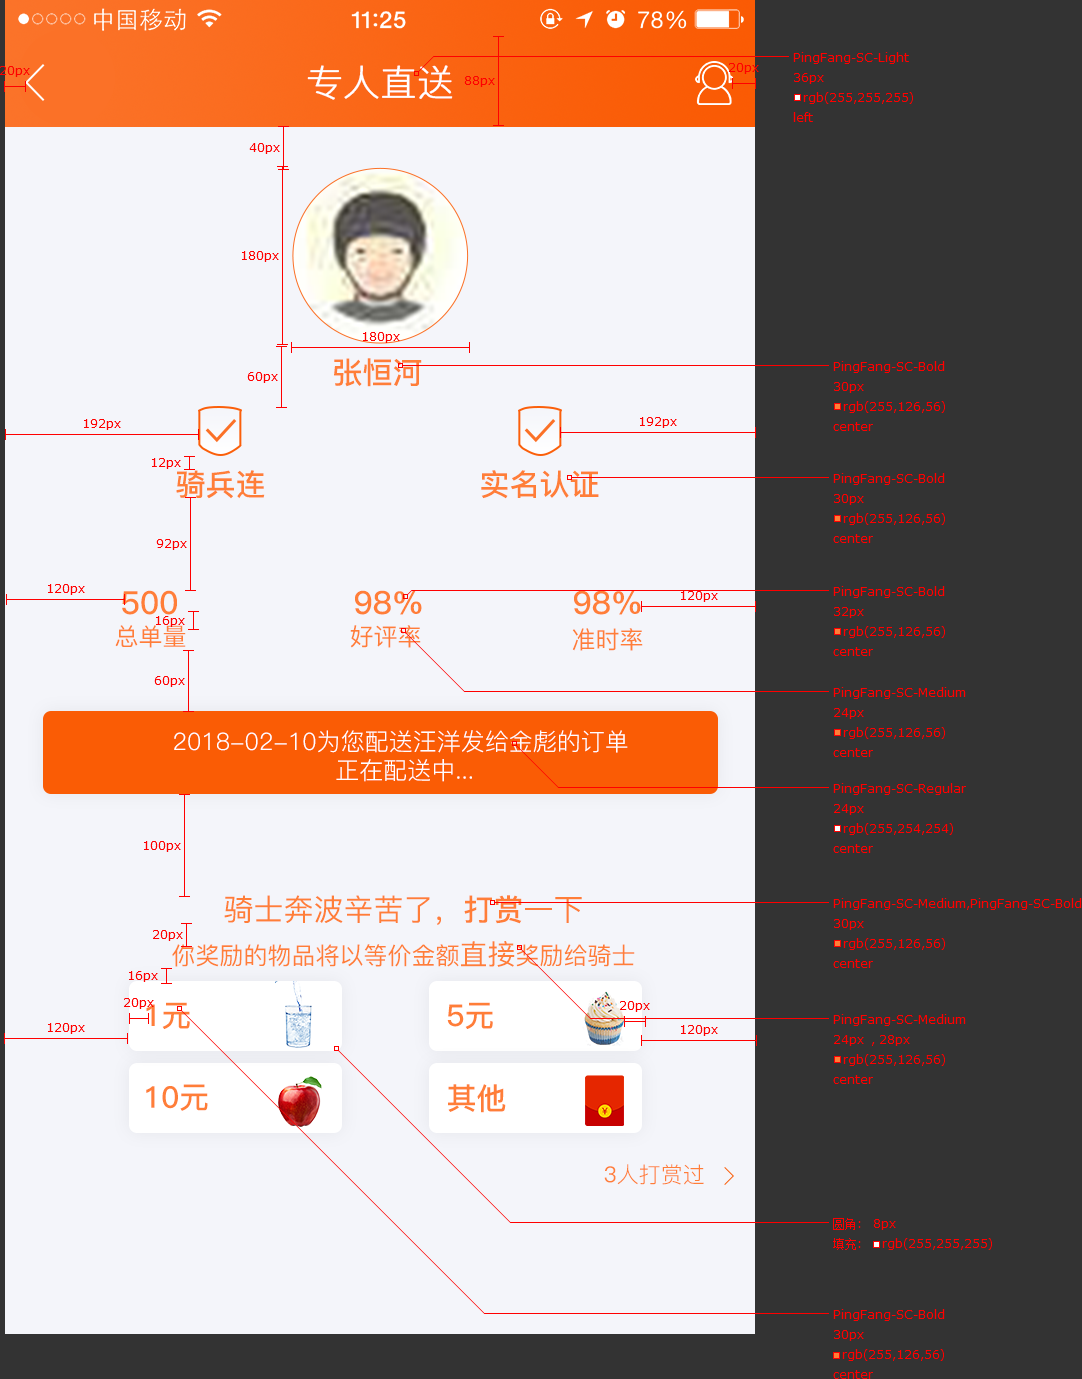 中国移动 11:25 78%
专人直送
20px
88px
20px
PingFang-SC-Light
36px
rgb(255,255,255)
left
40px
180px
180px
60px
张恒河
PingFang-SC-Bold
30px
rgb(255,126,56)
center
192px
192px
12px
骑兵连
实名认证
PingFang-SC-Bold
30px
rgb(255,126,56)
center
92px
120px
120px
500
98%
98%
16px
总单量
好评率
准时率
PingFang-SC-Bold
32px
rgb(255,126,56)
center
60px
PingFang-SC-Medium
24px
rgb(255,126,56)
center
2018-02-10为您配送汪洋发给金彪的订单
正在配送中...
PingFang-SC-Regular
24px
rgb(255,254,254)
center
100px
骑士奔波辛苦了，打赏一下
PingFang-SC-Medium,PingFang-SC-Bold
30px
rgb(255,126,56)
center
20px
你奖励的物品将以等价金额直接奖励给骑士
16px
20px
1元
5元
20px
120px
120px
PingFang-SC-Medium
24px , 28px
rgb(255,126,56)
center
10元
其他
¥
3人打赏过
圆角： 8px
填充： rgb(255,255,255)
PingFang-SC-Bold
30px
rgb(255,126,56)
center